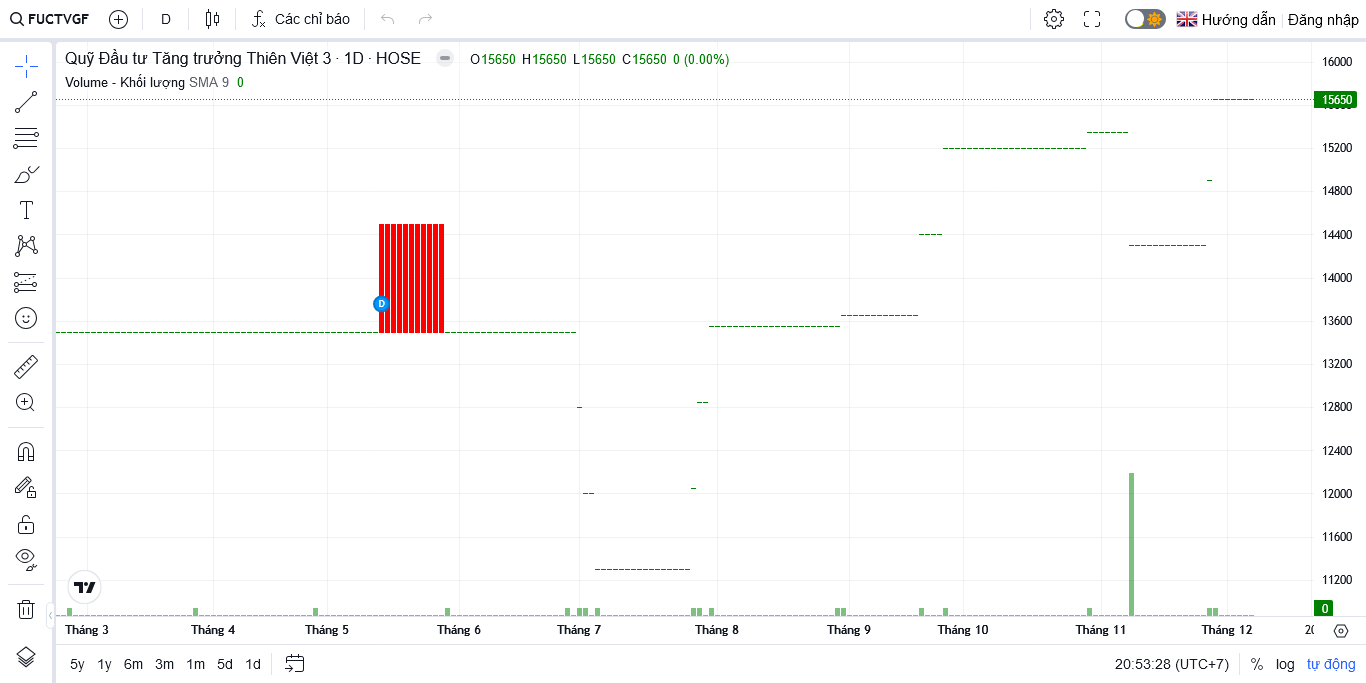 FUCTVGF D Các chỉ báo Hướng dẫn Đăng nhập
Quỹ Đầu tư Tăng trưởng Thiên Việt 3 · 1D · HOSE O15650 H15650 L15650 C15650 0 (0.00%)
Volume - Khối lượng SMA 9 0
16000
15650
15200
14800
14400
14000
D
13600
13200
12800
12400
12000
11600
11200
0
Tháng 3 Tháng 4 Tháng 5 Tháng 6 Tháng 7 Tháng 8 Tháng 9 Tháng 10 Tháng 11 Tháng 12
5y 1y 6m 3m 1m 5d 1d 20:53:28 (UTC+7) % log tự động